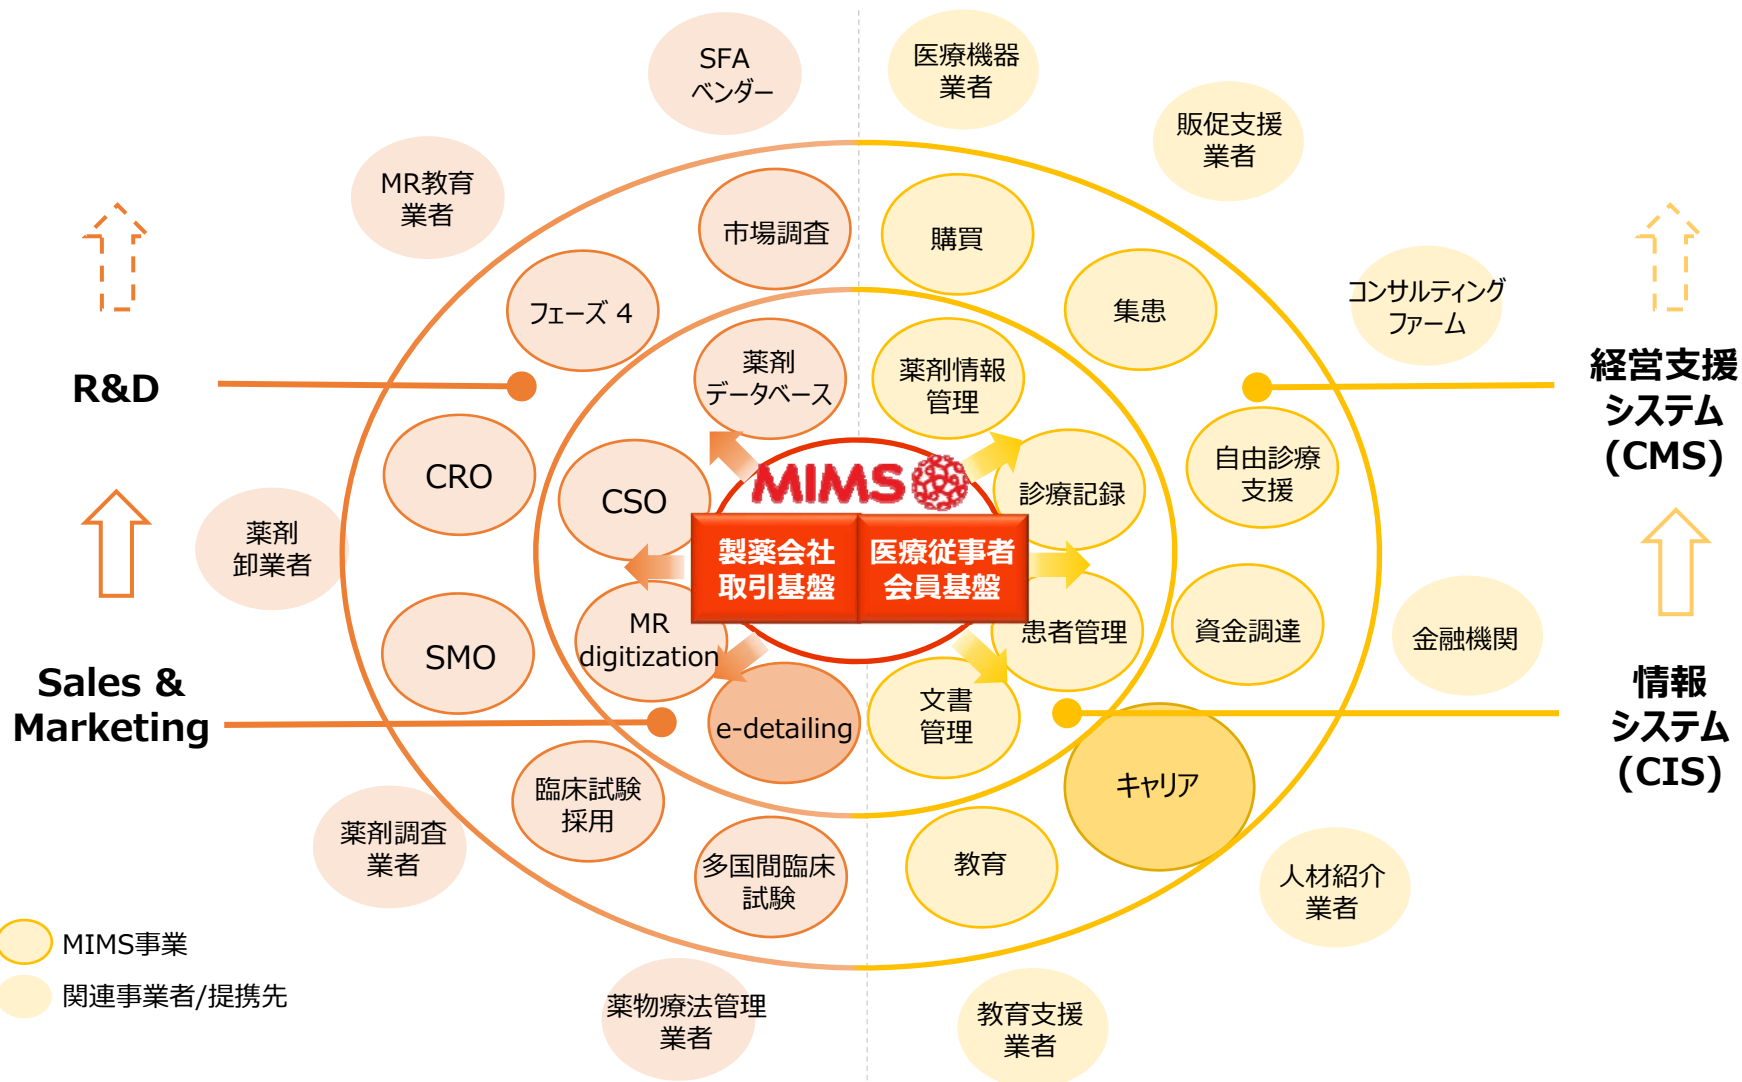 SFA
ベンダー
医療機器
業者
販促支援
業者
MR教育
業者
市場調査
購買
フェーズ 4
集患
コンサルティング
ファーム
薬剤
データベース
薬剤情報
管理
R&D
経営支援
システム
(CMS)
CRO
CSO
MIMS
診療記録
自由診療
支援
薬剤
卸業者
製薬会社
取引基盤
医療従事者
会員基盤
SMO
MR
digitization
患者管理
資金調達
金融機関
Sales &
Marketing
e-detailing
文書
管理
情報
システム
(CIS)
キャリア
臨床試験
採用
薬剤調査
業者
多国間臨床
試験
教育
人材紹介
業者
MIMS事業
関連事業者/提携先
薬物療法管理
業者
教育支援
業者